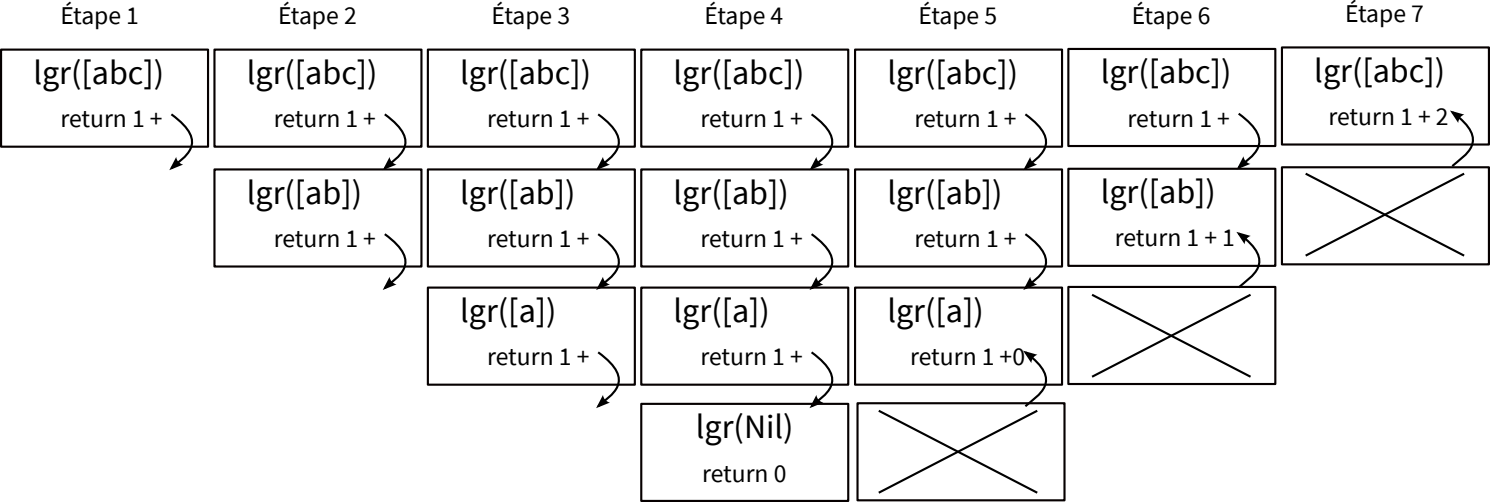 Étape 1 Étape 2 Étape 3 Étape 4 Étape 5 Étape 6 Étape 7
lgr([abc]) lgr([abc]) lgr([abc]) lgr([abc]) lgr([abc]) lgr([abc]) lgr([abc])
return 1 + return 1 + return 1 + return 1 + return 1 + return 1 + return 1 + 2
lgr([ab]) lgr([ab]) lgr([ab]) lgr([ab]) lgr([ab])
return 1 + return 1 + return 1 + return 1 + return 1 + 1
lgr([a]) lgr([a]) lgr([a])
return 1 + return 1 + return 1 +0
lgr(Nil)
return 0